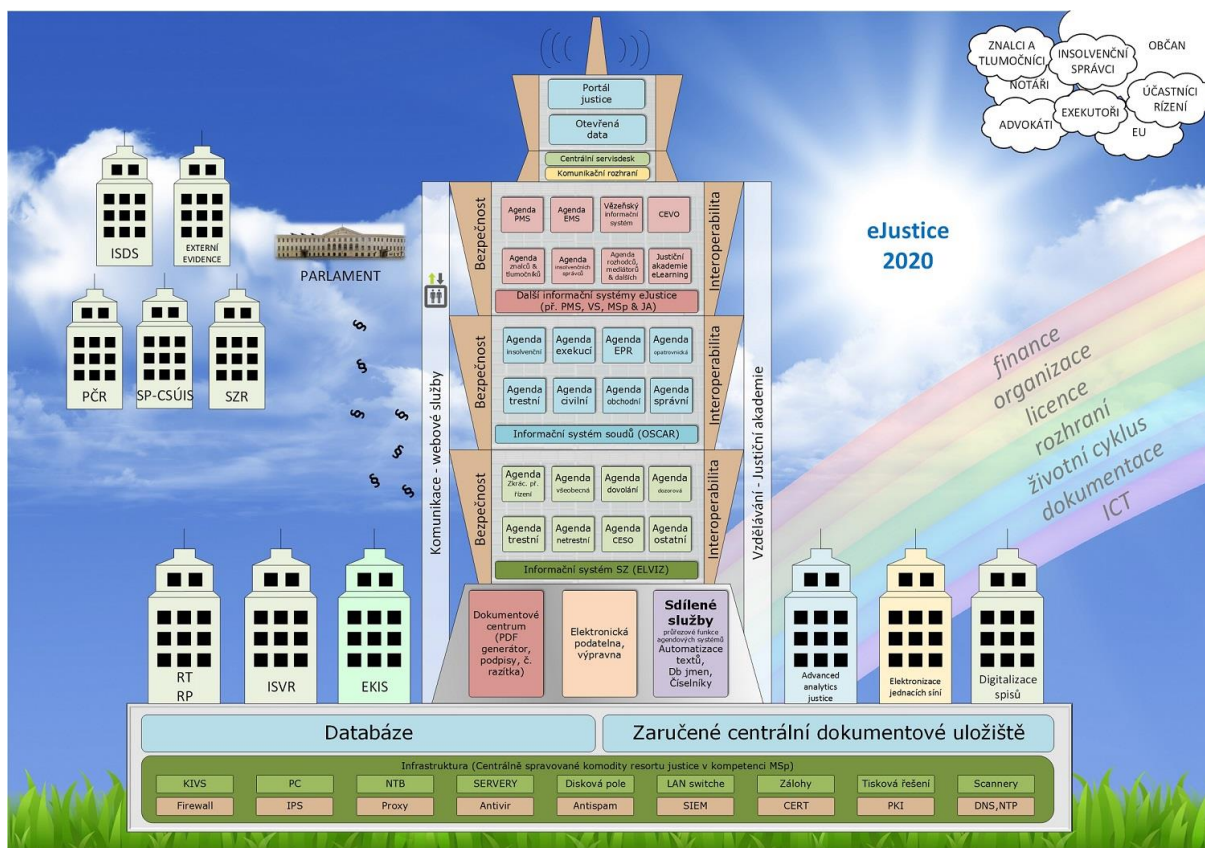 ZNALCI A
TLUMOČNÍCI
INSOLVENČNÍ
SPRÁVCI
OBČAN
NOTÁŘI
ÚČASTNÍCI
ŘÍZENÍ
ADVOKÁTI
EXEKUTOŘI
EU
eJustice
2020
ISDS
EXTERNÍ
EVIDENCE
PARLAMENT
PČR
SP-CSÚIS
SZR
§
§
§
§
§
§
§
§
Portál
justice
Otevřená
data
Centrální servisdesk
Komunikační rozhraní
Komunikace - webové služby
Vzdělávání - Justiční akademie
Bezpečnost
Interoperabilita
Agenda
PMS
Agenda
EMS
Vězeňský
informační
systém
CEVO
Agenda
znalců &
tlumočníků
Agenda
insolvenčních
správců
Agenda
rozhodců,
mediátorů
& dalších
Justiční
akademie
eLearning
Další informační systémy eJustice
(př. PMS, VS, MSp & JA)
Bezpečnost
Interoperabilita
Agenda
insolvenční
Agenda
exekucí
Agenda
EPR
Agenda
opatrovnická
Agenda
trestní
Agenda
civilní
Agenda
obchodní
Agenda
správní
Informační systém soudů (OSCAR)
Bezpečnost
Interoperabilita
Agenda
Zkrác. př.
řízení
Agenda
všeobecná
Agenda
dovolání
Agenda
dozorová
Agenda
trestní
Agenda
netrestní
Agenda
CESO
Agenda
ostatní
Informační systém SZ (ELVIZ)
finance
organizace
licence
rozhraní
životní cyklus
dokumentace
ICT
RT
RP
ISVR
EKIS
Dokumentové
centrum
(PDF
generátor,
podpisy, č.
razítka)
Elektronická
podatelna,
výpravna
Sdílené
služby
průřezové funkce
agendových systémů
Automatizace
textů,
Db jmen,
Číselníky
Advanced
analytics
justice
Elektronizace
jednacích síní
Digitalizace
spisů
Databáze
Zaručené centrální dokumentové uložiště
Infrastruktura (Centrálně spravované komodity resortu justice v kompetenci MSp)
KIVS
PC
NTB
SERVERY
Disková pole
LAN switche
Zálohy
Tisková řešení
Scannery
Firewall
IPS
Proxy
Antivir
Antispam
SIEM
CERT
PKI
DNS,NTP